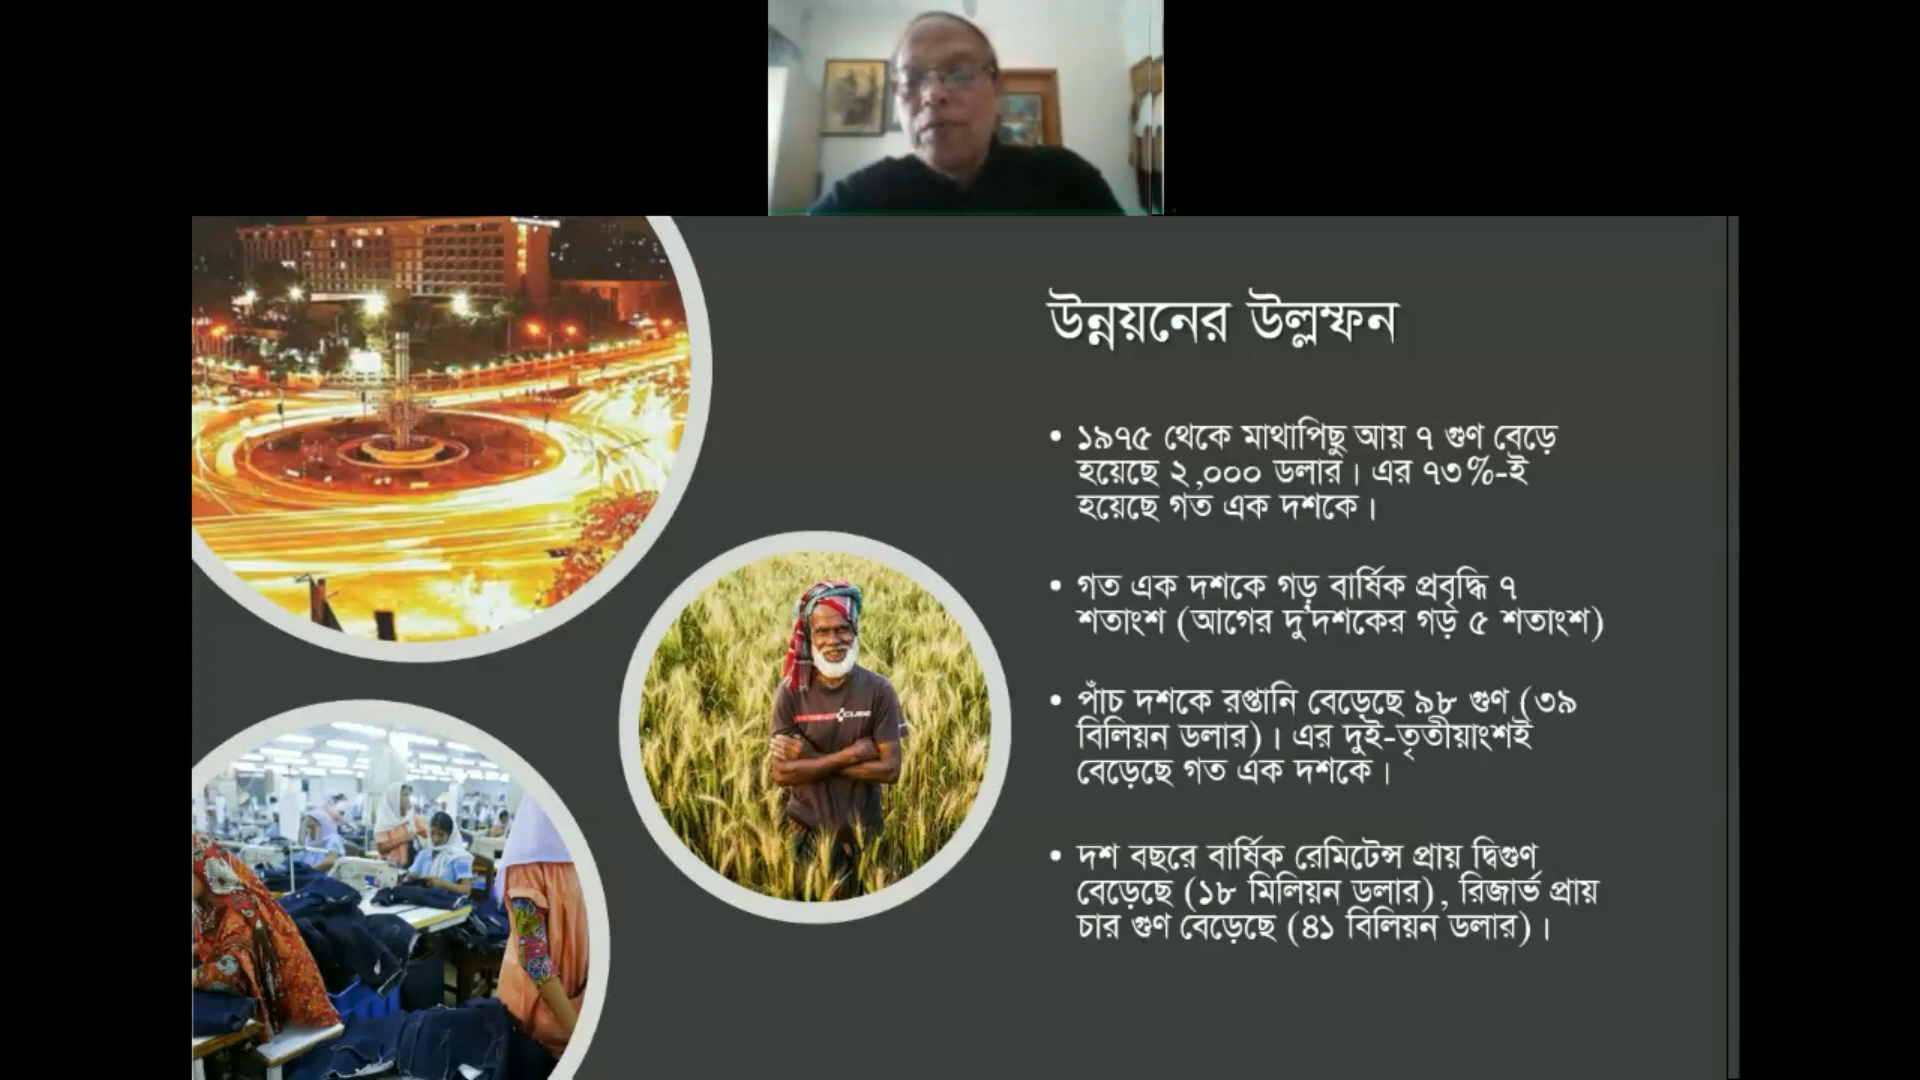 উন্নয়নের উল্লম্ফন
• ১৯৭৫ থেকে মাথাপিছু আয় ৭ গুণ বেড়ে
হয়েছে ২,০০০ ডলার। এর ৭৩%-ই
হয়েছে গত এক দশকে।
• গত এক দশকে গড় বার্ষিক প্রবৃদ্ধি ৭
শতাংশ (আগের দু'দশকের গড় ৫ শতাংশ)
• পাঁচ দশকে রপ্তানি বেড়েছে ৯৮ গুণ (৩৯
বিলিয়ন ডলার)। এর দুই-তৃতীয়াংশই
বেড়েছে গত এক দশকে।
• দশ বছরে বার্ষিক রেমিটেন্স প্রায় দ্বিগুণ
বেড়েছে (১৮ মিলিয়ন ডলার), রিজার্ভ প্রায়
চার গুণ বেড়েছে (৪১ বিলিয়ন ডলার)।